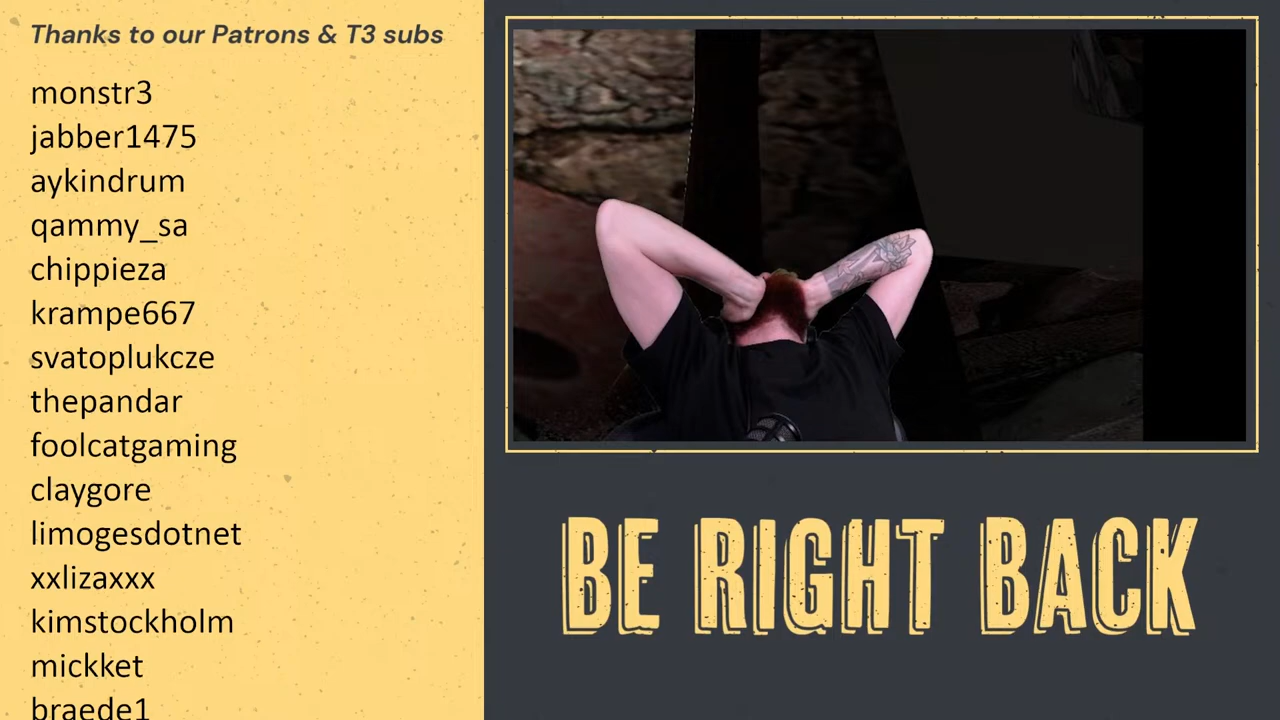 Thanks to our Patrons & T3 subs
monstr3
jabber1475
aykindrum
qammy_sa
chippieza
krampe667
svatoplukcze
thepandar
foolcatgaming
claygore
limogesdotnet
xxlizaxxx
kimstockholm
mickket
braede1
BE RIGHT BACK